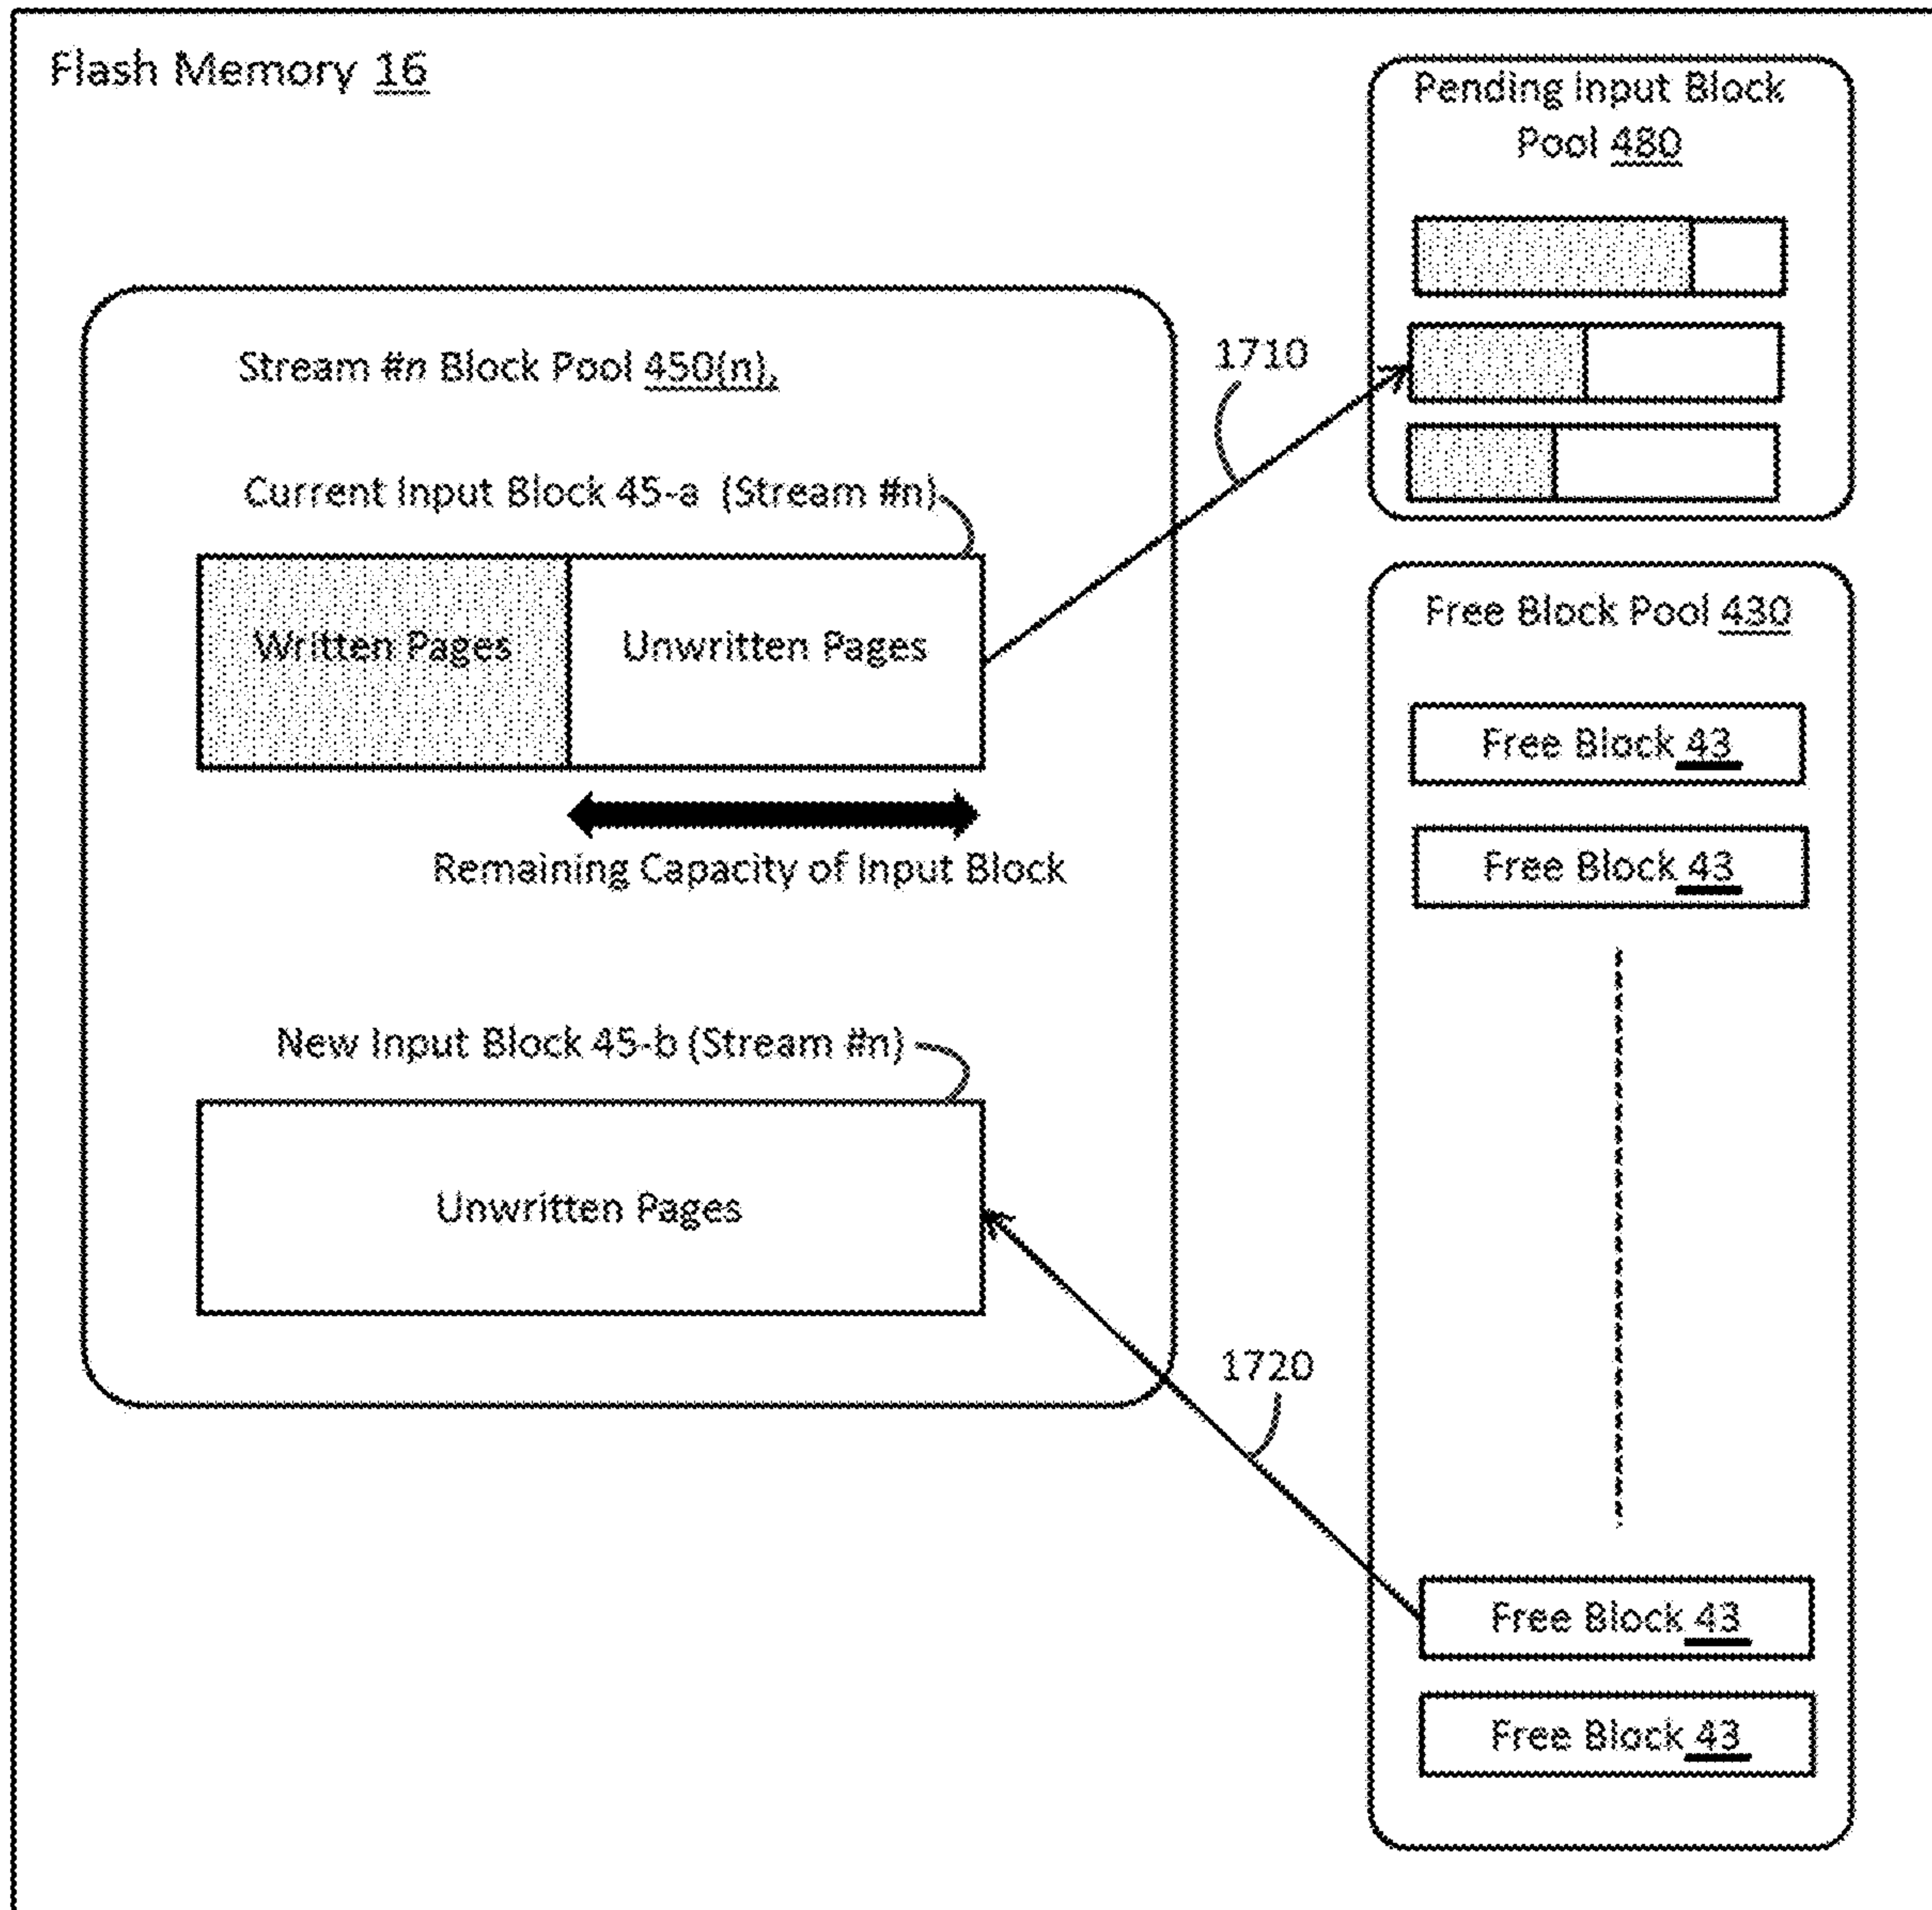 Flash Memory 16
Pending Input Block
Pool 480
Stream #n Block Pool 450(n),
1710
Current Input Block 45-a (Stream #n)
Written Pages
Unwritten Pages
Remaining Capacity of Input Block
Free Block Pool 430
Free Block 43
Free Block 43
New Input Block 45-b (Stream #n)
Unwritten Pages
1720
Free Block 43
Free Block 43